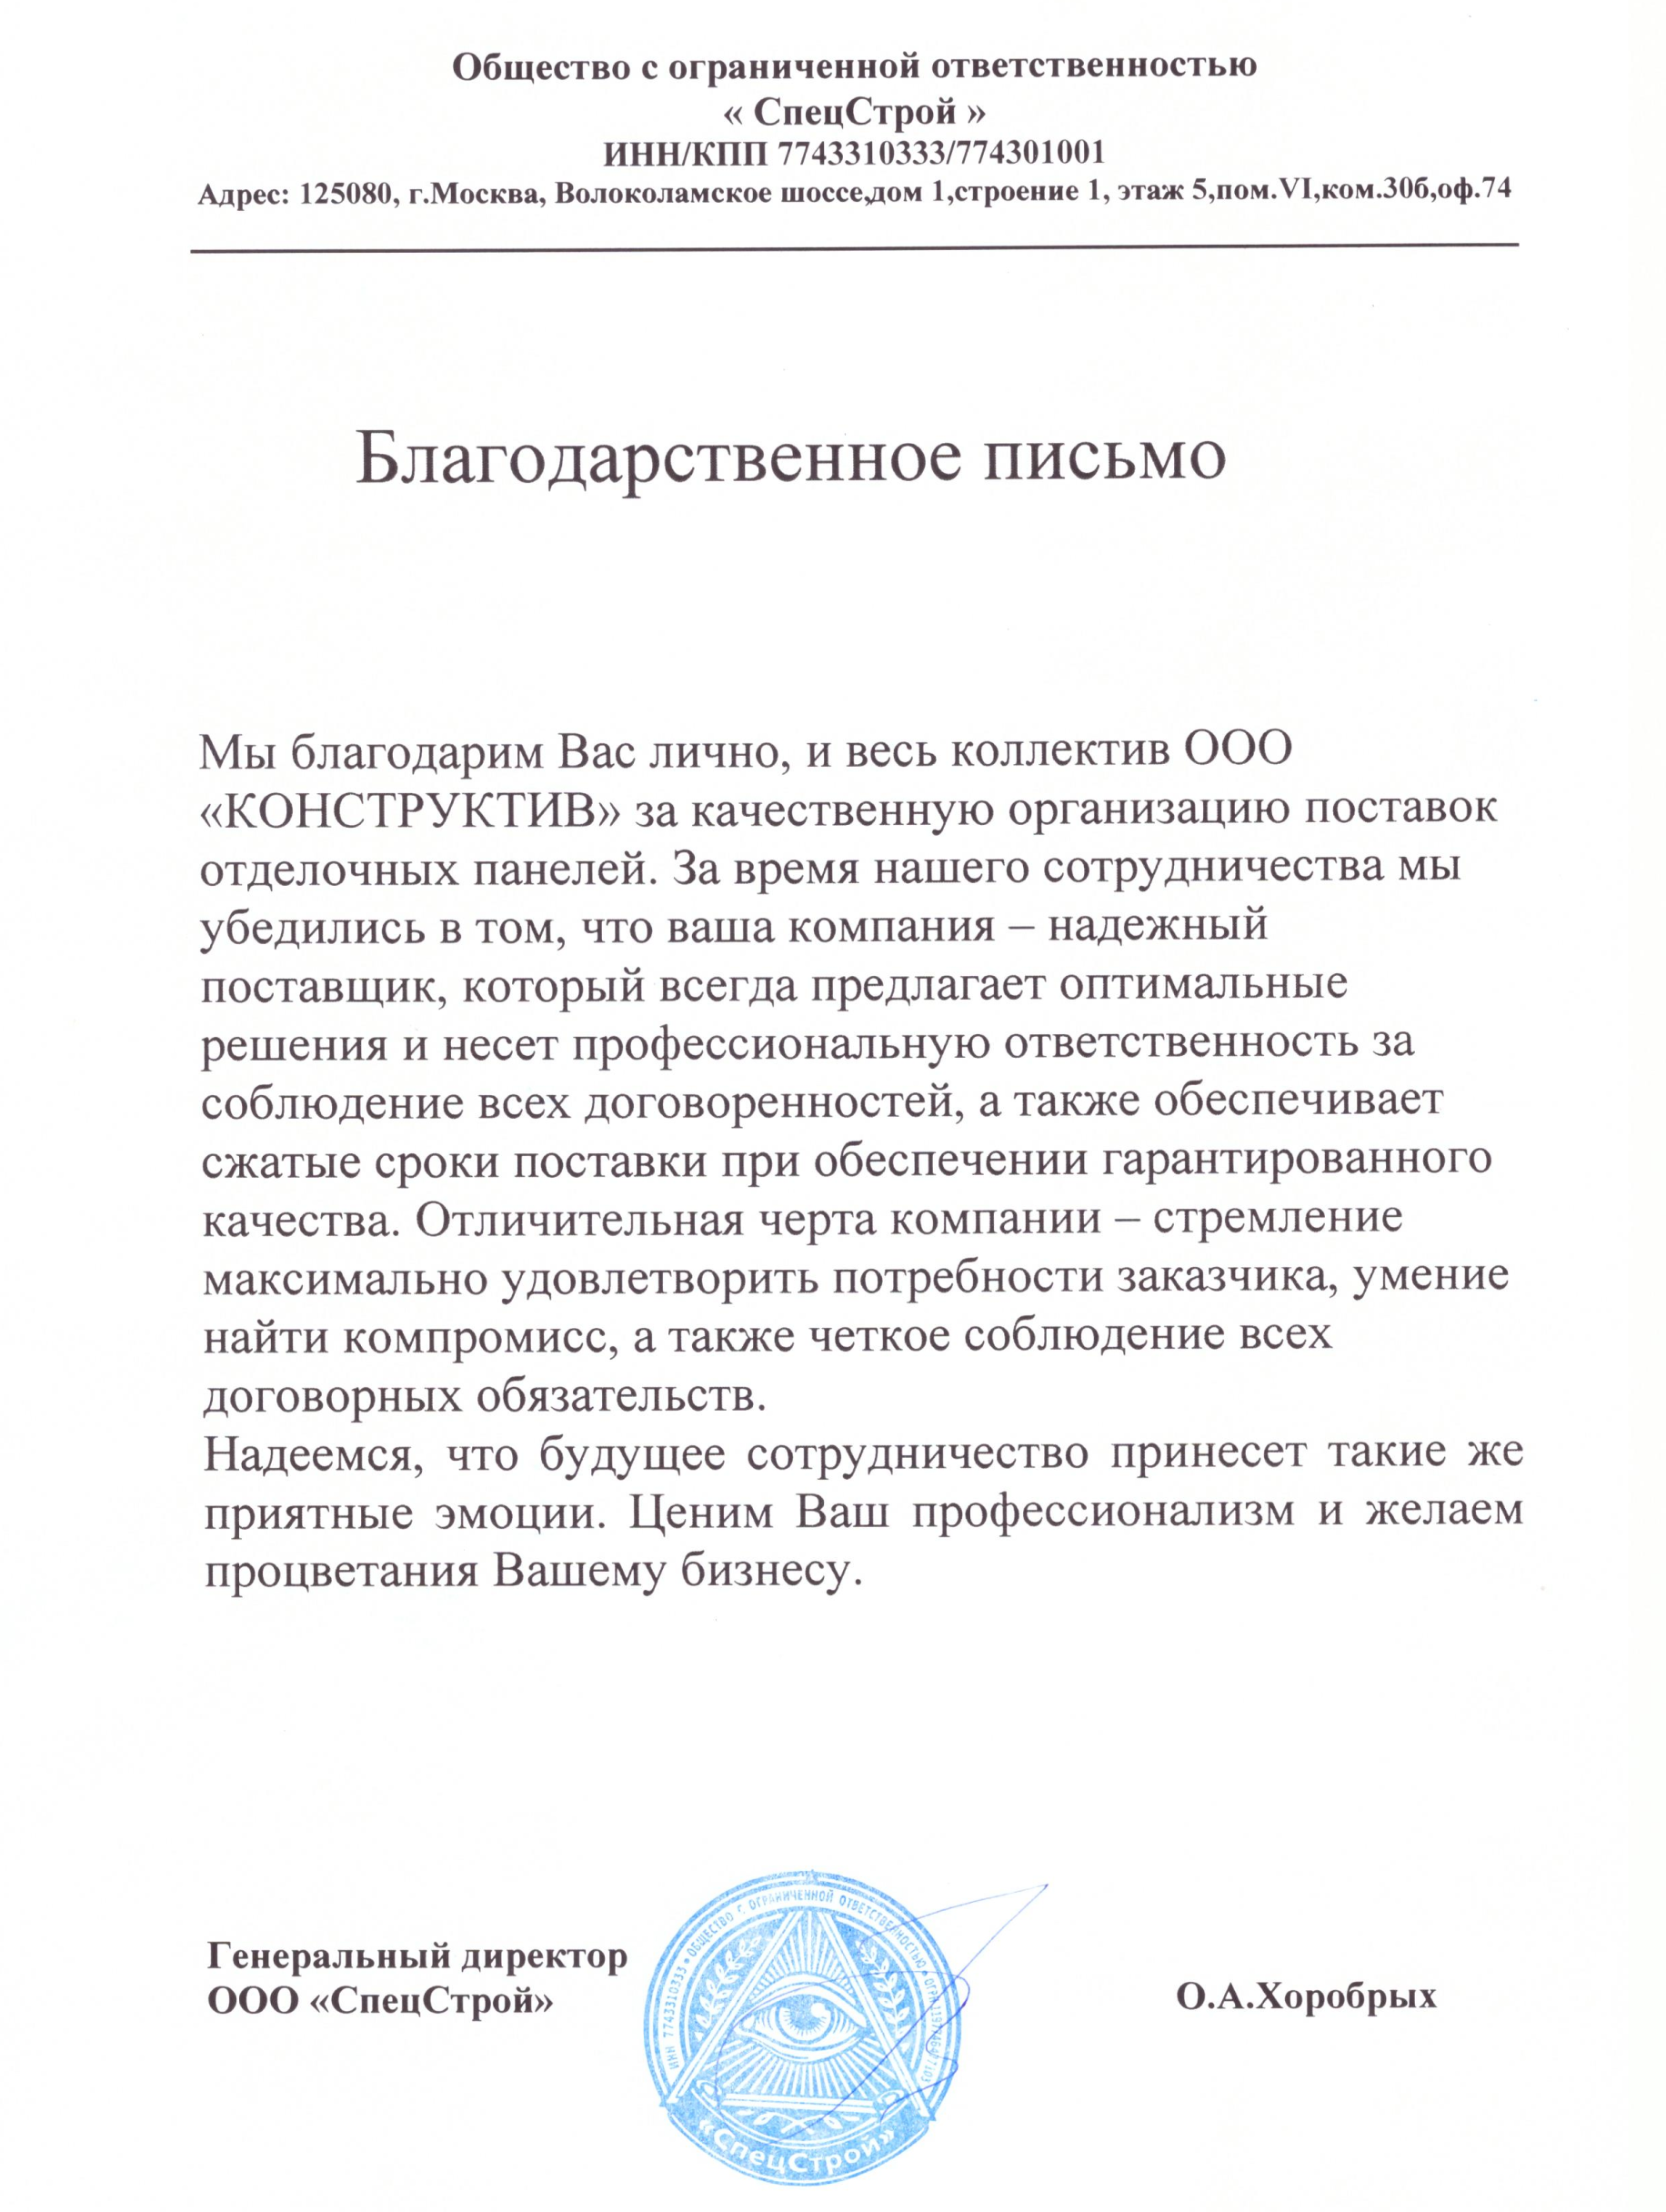 Общество с ограниченной ответственностью
« СпецСтрой »
ИНН/КПП 7743310333/774301001
Адрес: 125080, г.Москва, Волоколамское шоссе,дом 1,строение 1, этаж 5,пом.VI,ком.30б,оф.74
Благодарственное письмо
Мы благодарим Вас лично, и весь коллектив ООО
«КОНСТРУКТИВ» за качественную организацию поставок
отделочных панелей. За время нашего сотрудничества мы
убедились в том, что ваша компания – надежный
поставщик, который всегда предлагает оптимальные
решения и несет профессиональную ответственность за
соблюдение всех договоренностей, а также обеспечивает
сжатые сроки поставки при обеспечении гарантированного
качества. Отличительная черта компании – стремление
максимально удовлетворить потребности заказчика, умение
найти компромисс, а также четкое соблюдение всех
договорных обязательств.
Надеемся, что будущее сотрудничество принесет такие же
приятные эмоции. Ценим Ваш профессионализм и желаем
процветания Вашему бизнесу.
Генеральный директор
ООО «СпецСтрой»
О.А.Хоробрых
ИНН 7743310333 • ОБЩЕСТВО С ОГРАНИЧЕННОЙ ОТВЕТСТВЕННОСТЬЮ • ОГРН
«СпецСтрой»